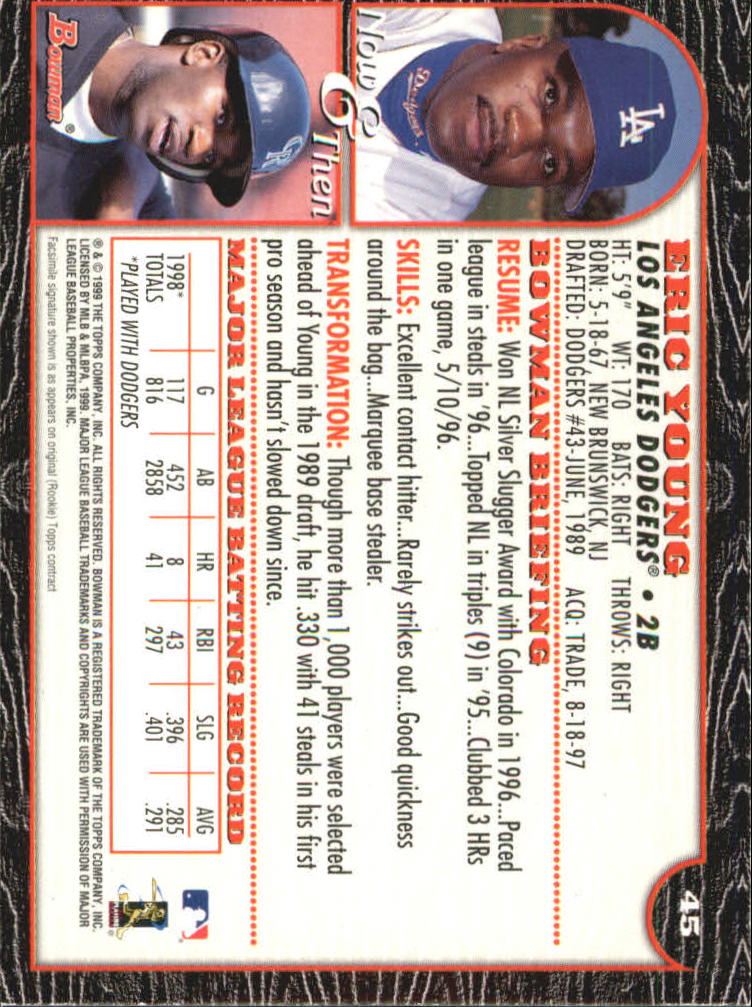 45
ERIC YOUNG
LOS ANGELES DODGERS® • 2B
HT: 5'9" WT: 170 BATS: RIGHT THROWS: RIGHT
BORN: 5-18-67, NEW BRUNSWICK, NJ
DRAFTED: DODGERS #43-JUNE, 1989 ACQ: TRADE, 8-18-97
BOWMAN BRIEFING
RESUME: Won NL Silver Slugger Award with Colorado in 1996...Paced
league in steals in '96...Topped NL in triples (9) in '95...Clubbed 3 HRs
in one game, 5/10/96.
SKILLS: Excellent contact hitter...Rarely strikes out...Good quickness
around the bag...Marquee base stealer.
TRANSFORMATION: Though more than 1,000 players were selected
ahead of Young in the 1989 draft, he hit .330 with 41 steals in his first
pro season and hasn't slowed down since.
MAJOR LEAGUE BATTING RECORD
G AB HR RBI SLG AVG
1998* 117 452 8 43 .396 .285
TOTALS 816 2858 41 297 .401 .291
*PLAYED WITH DODGERS
® & © 1999 THE TOPPS COMPANY, INC. ALL RIGHTS RESERVED. BOWMAN IS A REGISTERED TRADEMARK OF THE TOPPS COMPANY, INC.
LICENSED BY MLB & MLBPA, 1999. MAJOR LEAGUE BASEBALL TRADEMARKS AND COPYRIGHTS ARE USED WITH PERMISSION OF MAJOR
LEAGUE BASEBALL PROPERTIES, INC.
Facsimile signature shown is as appears on original (Rookie) Topps contract
LA
Dodgers
Now &
Then
CR
Bowman®